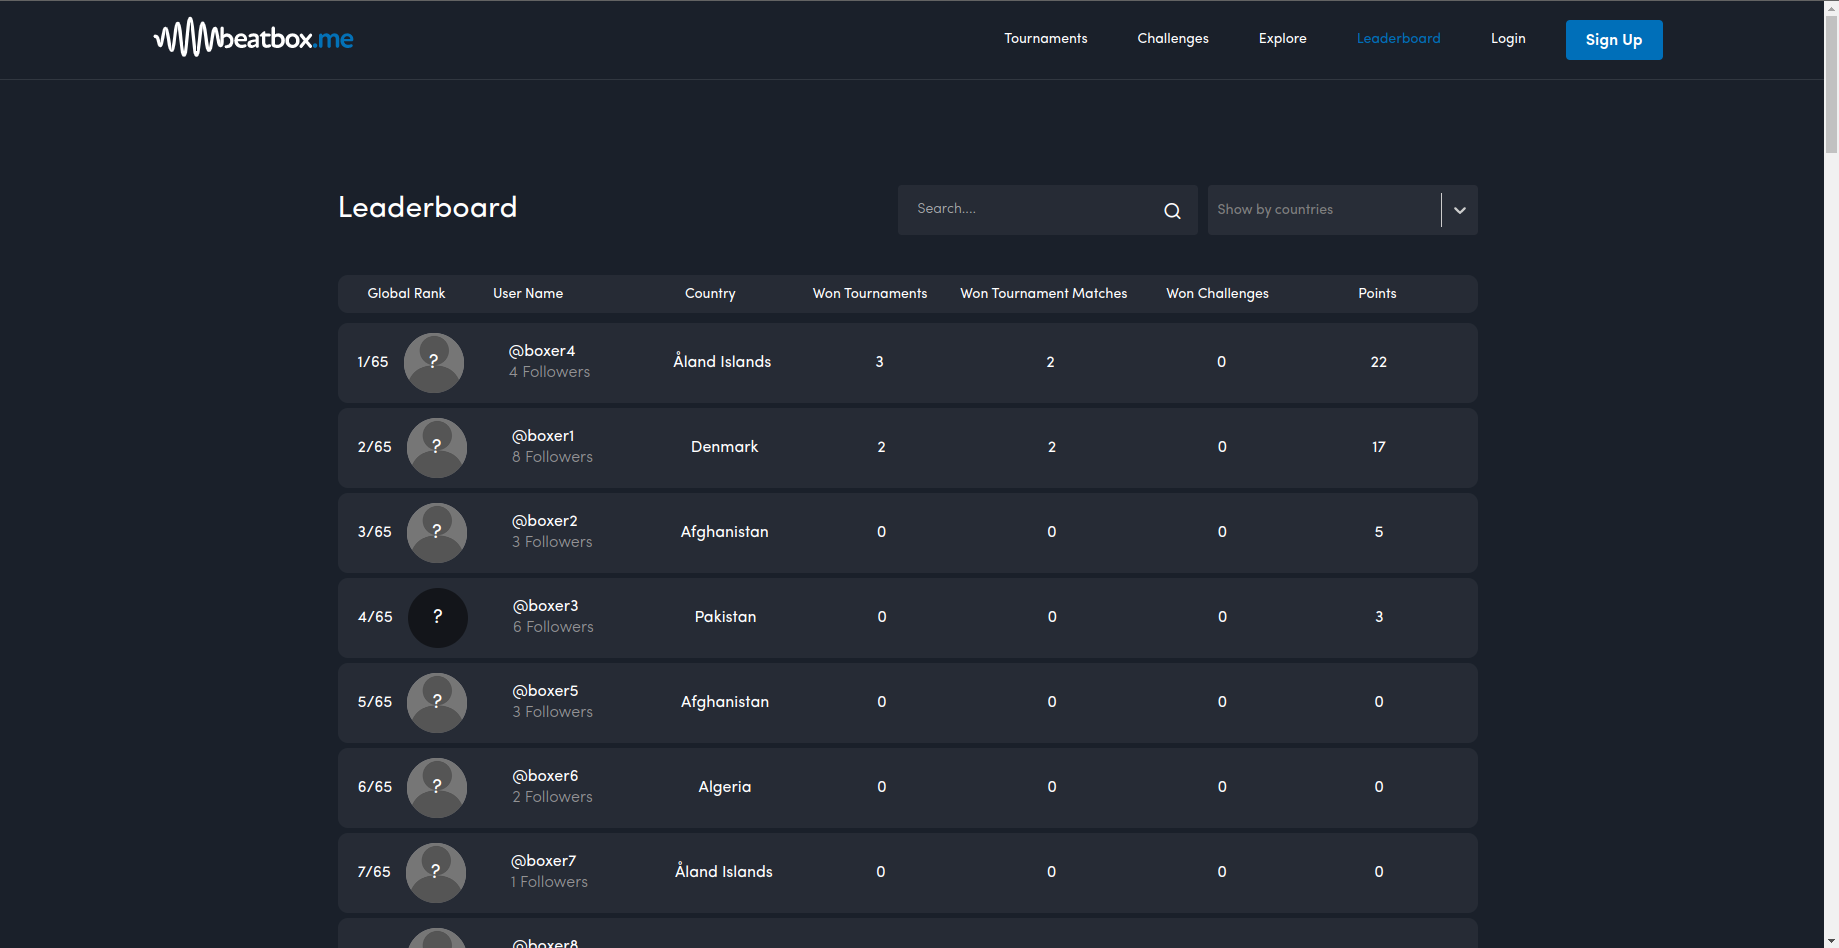 beatbox.me
Tournaments Challenges Explore Leaderboard Login Sign Up
Leaderboard
Search.... Show by countries
Global Rank User Name Country Won Tournaments Won Tournament Matches Won Challenges Points
1/65 ? @boxer4 Åland Islands 3 2 0 22
4 Followers
2/65 ? @boxer1 Denmark 2 2 0 17
8 Followers
3/65 ? @boxer2 Afghanistan 0 0 0 5
3 Followers
4/65 ? @boxer3 Pakistan 0 0 0 3
6 Followers
5/65 ? @boxer5 Afghanistan 0 0 0 0
3 Followers
6/65 ? @boxer6 Algeria 0 0 0 0
2 Followers
7/65 ? @boxer7 Åland Islands 0 0 0 0
1 Followers
@boxer8